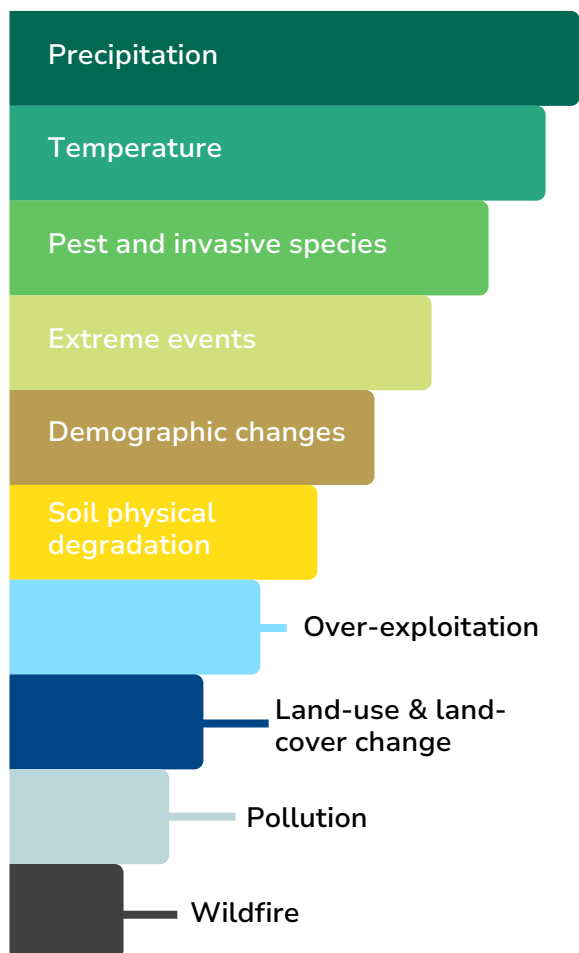 Precipitation
Temperature
Pest and invasive species
Extreme events
Demographic changes
Soil physical
degradation
Over-exploitation
Land-use & land-
cover change
Pollution
Wildfire